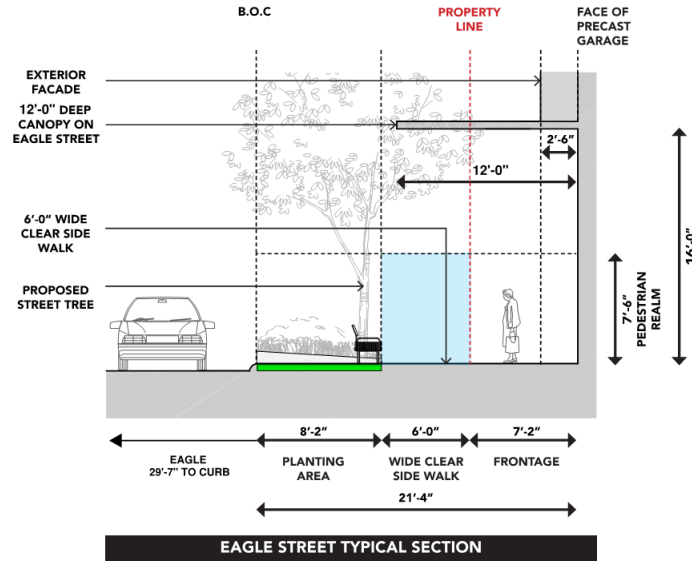 B.O.C
PROPERTY
LINE
FACE OF
PRECAST
GARAGE
EXTERIOR
FACADE
12'-0" DEEP
CANOPY ON
EAGLE STREET
2'-6"
12'-0"
6'-0" WIDE
CLEAR SIDE
WALK
16'-0"
7'-6"
PEDESTRIAN
REALM
PROPOSED
STREET TREE
8'-2"
6'-0"
7'-2"
EAGLE
29'-7" TO CURB
PLANTING
AREA
WIDE CLEAR
SIDE WALK
FRONTAGE
21'-4"
EAGLE STREET TYPICAL SECTION